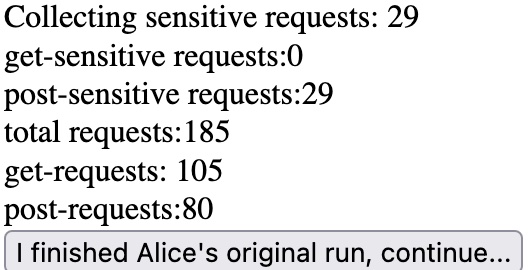 Collecting sensitive requests: 29
get-sensitive requests:0
post-sensitive requests:29
total requests:185
get-requests: 105
post-requests:80
I finished Alice's original run, continue...